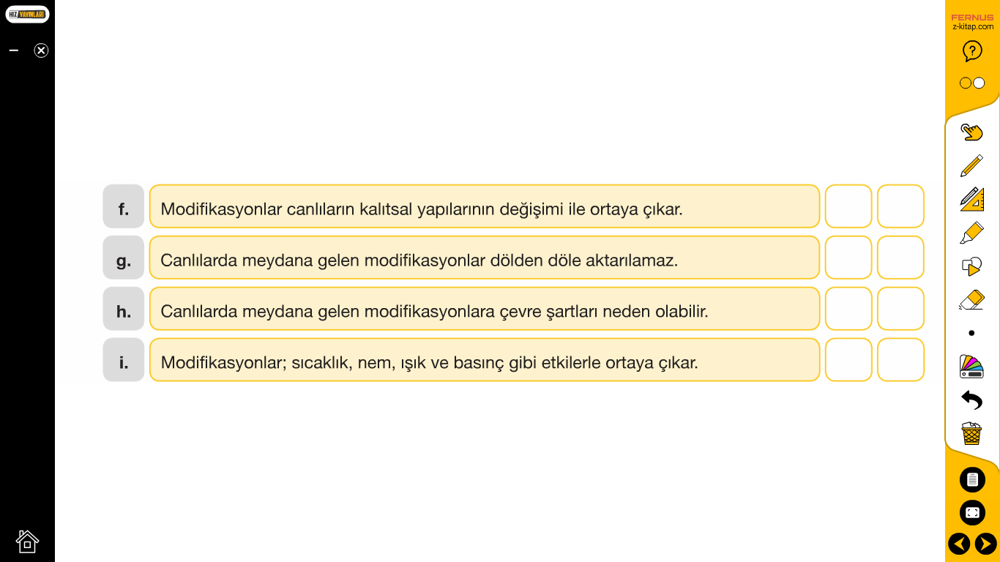 HIZ YAYINLARI
FERNUS
z-kitap.com
f. Modifikasyonlar canlıların kalıtsal yapılarının değişimi ile ortaya çıkar.
g. Canlılarda meydana gelen modifikasyonlar dölden döle aktarılamaz.
h. Canlılarda meydana gelen modifikasyonlara çevre şartları neden olabilir.
i. Modifikasyonlar; sıcaklık, nem, ışık ve basınç gibi etkilerle ortaya çıkar.